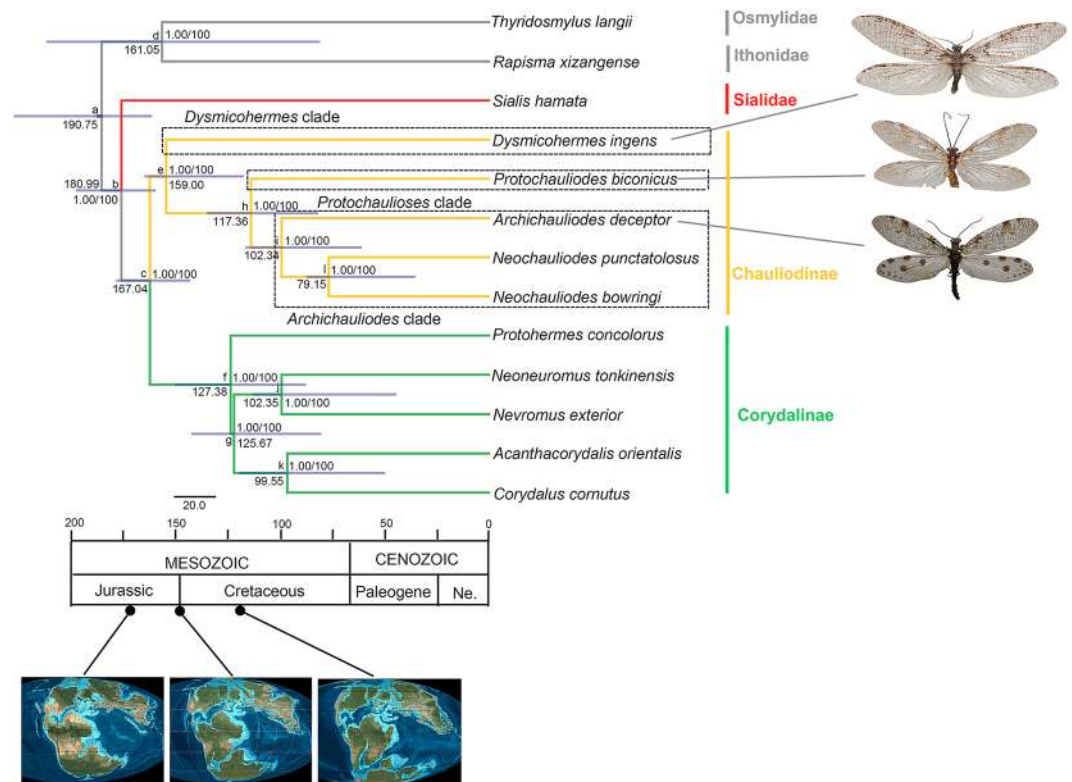 Thyridosmylus langii
Osmylidae
d 1.00/100
161.05
Ithonidae
Rapisma xizangense
Sialis hamata
Sialidae
a
190.75
Dysmicohermes clade
Dysmicohermes ingens
e 1.00/100
159.00
Protochauliodes biconicus
180.99 b
1.00/100
Protochaulioses clade
h 1.00/100
117.36
Archichauliodes deceptor
1.00/100
102.34
Neochauliodes punctatolosus
c 1.00/100
167.04
l 1.00/100
79.15
Chauliodinae
Neochauliodes bowringi
Archichauliodes clade
Protohermes concolorus
Neoneuromus tonkinensis
f 1.00/100
127.38
j
102.35 1.00/100
Nevromus exterior
Corydalinae
1.00/100
g 125.67
Acanthacorydalis orientalis
k 1.00/100
99.55
Corydalus cornutus
20.0
200 150 100 50 0
MESOZOIC CENOZOIC
Jurassic Cretaceous Paleogene Ne.